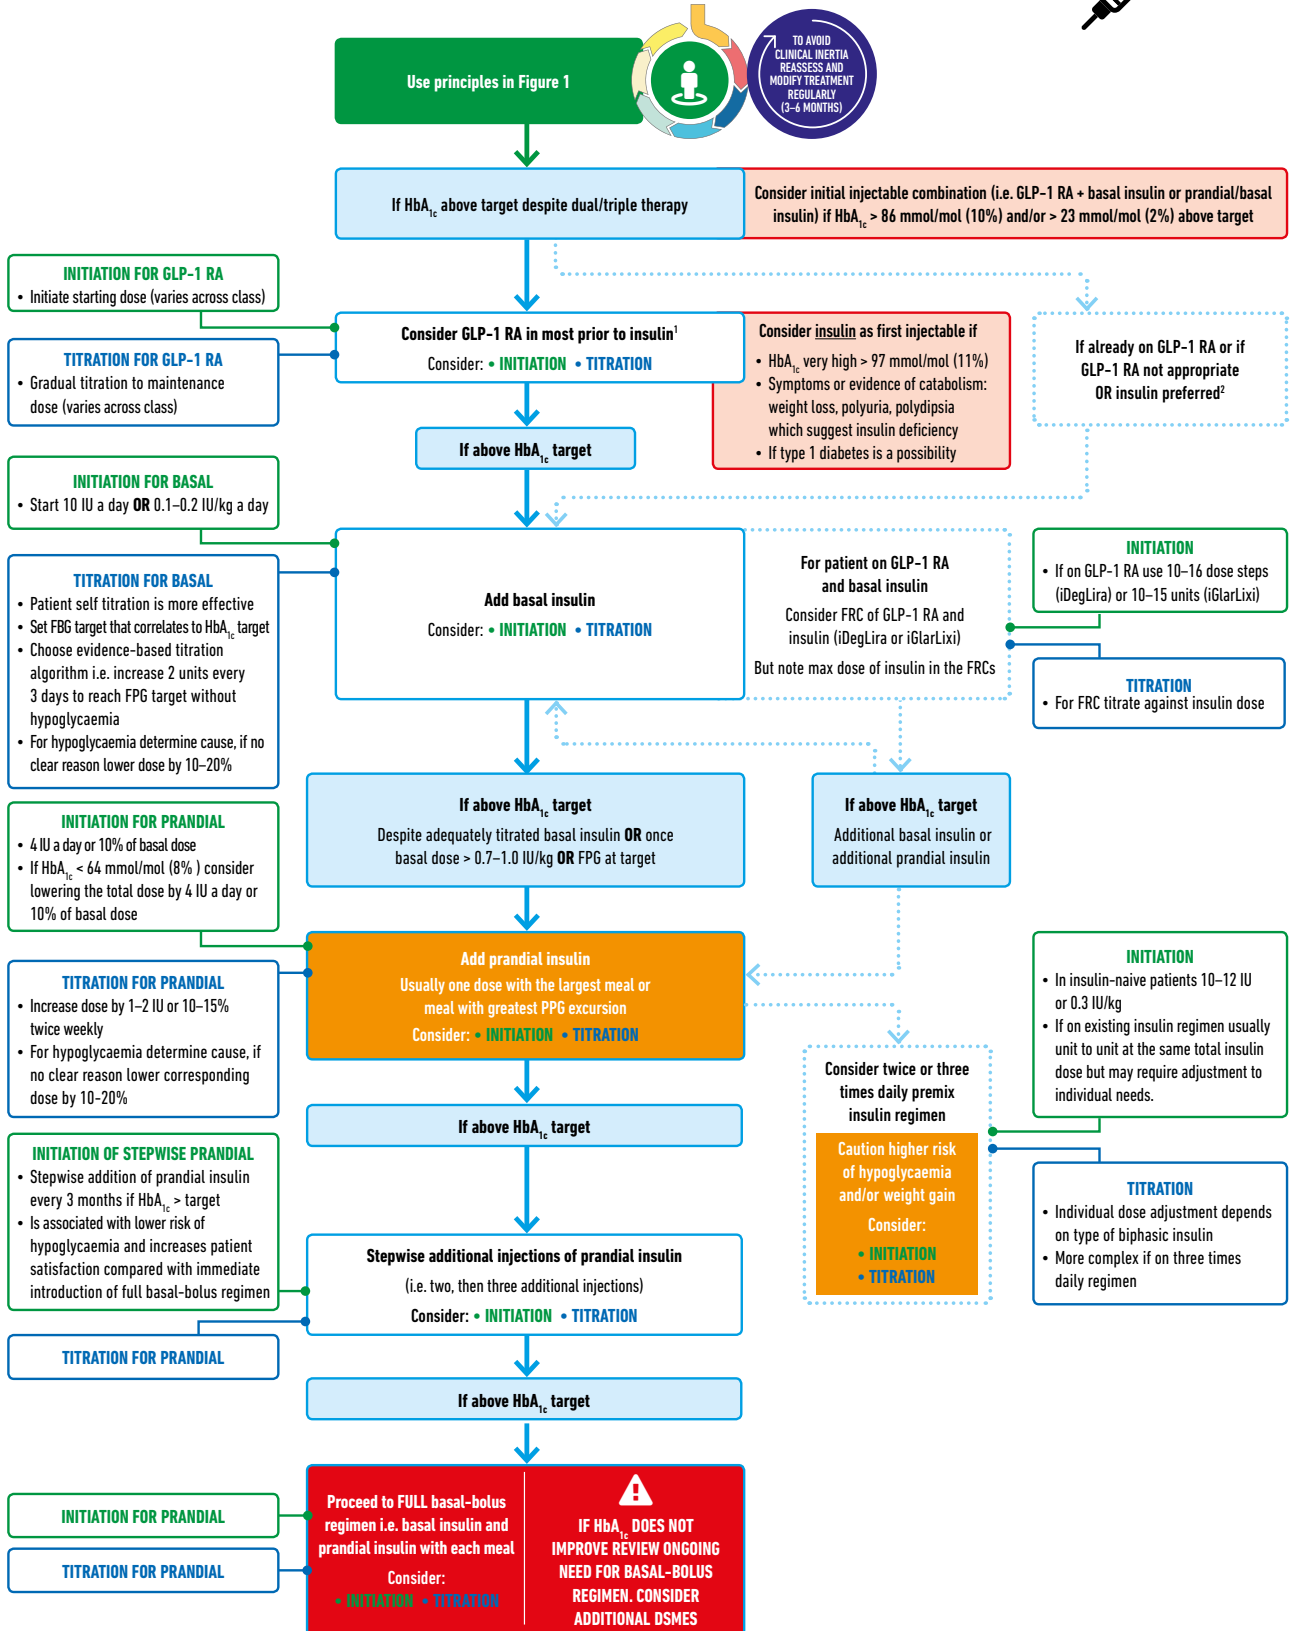 Use principles in Figure 1
TO AVOID
CLINICAL INERTIA
REASSESS AND
MODIFY TREATMENT
REGULARLY
(3–6 MONTHS)
If HbA1c above target despite dual/triple therapy
Consider initial injectable combination (i.e. GLP-1 RA + basal insulin or prandial/basal
insulin) if HbA1c > 86 mmol/mol (10%) and/or > 23 mmol/mol (2%) above target
INITIATION FOR GLP-1 RA
• Initiate starting dose (varies across class)
TITRATION FOR GLP-1 RA
• Gradual titration to maintenance
dose (varies across class)
Consider GLP-1 RA in most prior to insulin1
Consider: • INITIATION • TITRATION
Consider insulin as first injectable if
• HbA1c very high > 97 mmol/mol (11%)
• Symptoms or evidence of catabolism:
weight loss, polyuria, polydipsia
which suggest insulin deficiency
• If type 1 diabetes is a possibility
If already on GLP-1 RA or if
GLP-1 RA not appropriate
OR insulin preferred2
If above HbA1c target
INITIATION FOR BASAL
• Start 10 IU a day OR 0.1–0.2 IU/kg a day
TITRATION FOR BASAL
• Patient self titration is more effective
• Set FBG target that correlates to HbA1c target
• Choose evidence-based titration
algorithm i.e. increase 2 units every
3 days to reach FPG target without
hypoglycaemia
• For hypoglycaemia determine cause, if no
clear reason lower dose by 10–20%
Add basal insulin
Consider: • INITIATION • TITRATION
For patient on GLP-1 RA
and basal insulin
Consider FRC of GLP-1 RA and
insulin (iDegLira or iGlarLixi)
But note max dose of insulin in the FRCs
INITIATION
• If on GLP-1 RA use 10–16 dose steps
(iDegLira) or 10–15 units (iGlarLixi)
TITRATION
• For FRC titrate against insulin dose
If above HbA1c target
Despite adequately titrated basal insulin OR once
basal dose > 0.7–1.0 IU/kg OR FPG at target
If above HbA1c target
Additional basal insulin or
additional prandial insulin
INITIATION FOR PRANDIAL
• 4 IU a day or 10% of basal dose
• If HbA1c < 64 mmol/mol (8% ) consider
lowering the total dose by 4 IU a day or
10% of basal dose
TITRATION FOR PRANDIAL
• Increase dose by 1–2 IU or 10–15%
twice weekly
• For hypoglycaemia determine cause, if
no clear reason lower corresponding
dose by 10-20%
Add prandial insulin
Usually one dose with the largest meal or
meal with greatest PPG excursion
Consider: • INITIATION • TITRATION
If above HbA1c target
Consider twice or three
times daily premix
insulin regimen
Caution higher risk
of hypoglycaemia
and/or weight gain
Consider:
• INITIATION
• TITRATION
INITIATION
• In insulin-naive patients 10–12 IU
or 0.3 IU/kg
• If on existing insulin regimen usually
unit to unit at the same total insulin
dose but may require adjustment to
individual needs.
TITRATION
• Individual dose adjustment depends
on type of biphasic insulin
• More complex if on three times
daily regimen
INITIATION OF STEPWISE PRANDIAL
• Stepwise addition of prandial insulin
every 3 months if HbA1c > target
• Is associated with lower risk of
hypoglycaemia and increases patient
satisfaction compared with immediate
introduction of full basal-bolus regimen
TITRATION FOR PRANDIAL
Stepwise additional injections of prandial insulin
(i.e. two, then three additional injections)
Consider: • INITIATION • TITRATION
If above HbA1c target
INITIATION FOR PRANDIAL
TITRATION FOR PRANDIAL
Proceed to FULL basal-bolus
regimen i.e. basal insulin and
prandial insulin with each meal
Consider:
• INITIATION • TITRATION
IF HbA1c DOES NOT
IMPROVE REVIEW ONGOING
NEED FOR BASAL-BOLUS
REGIMEN. CONSIDER
ADDITIONAL DSMES